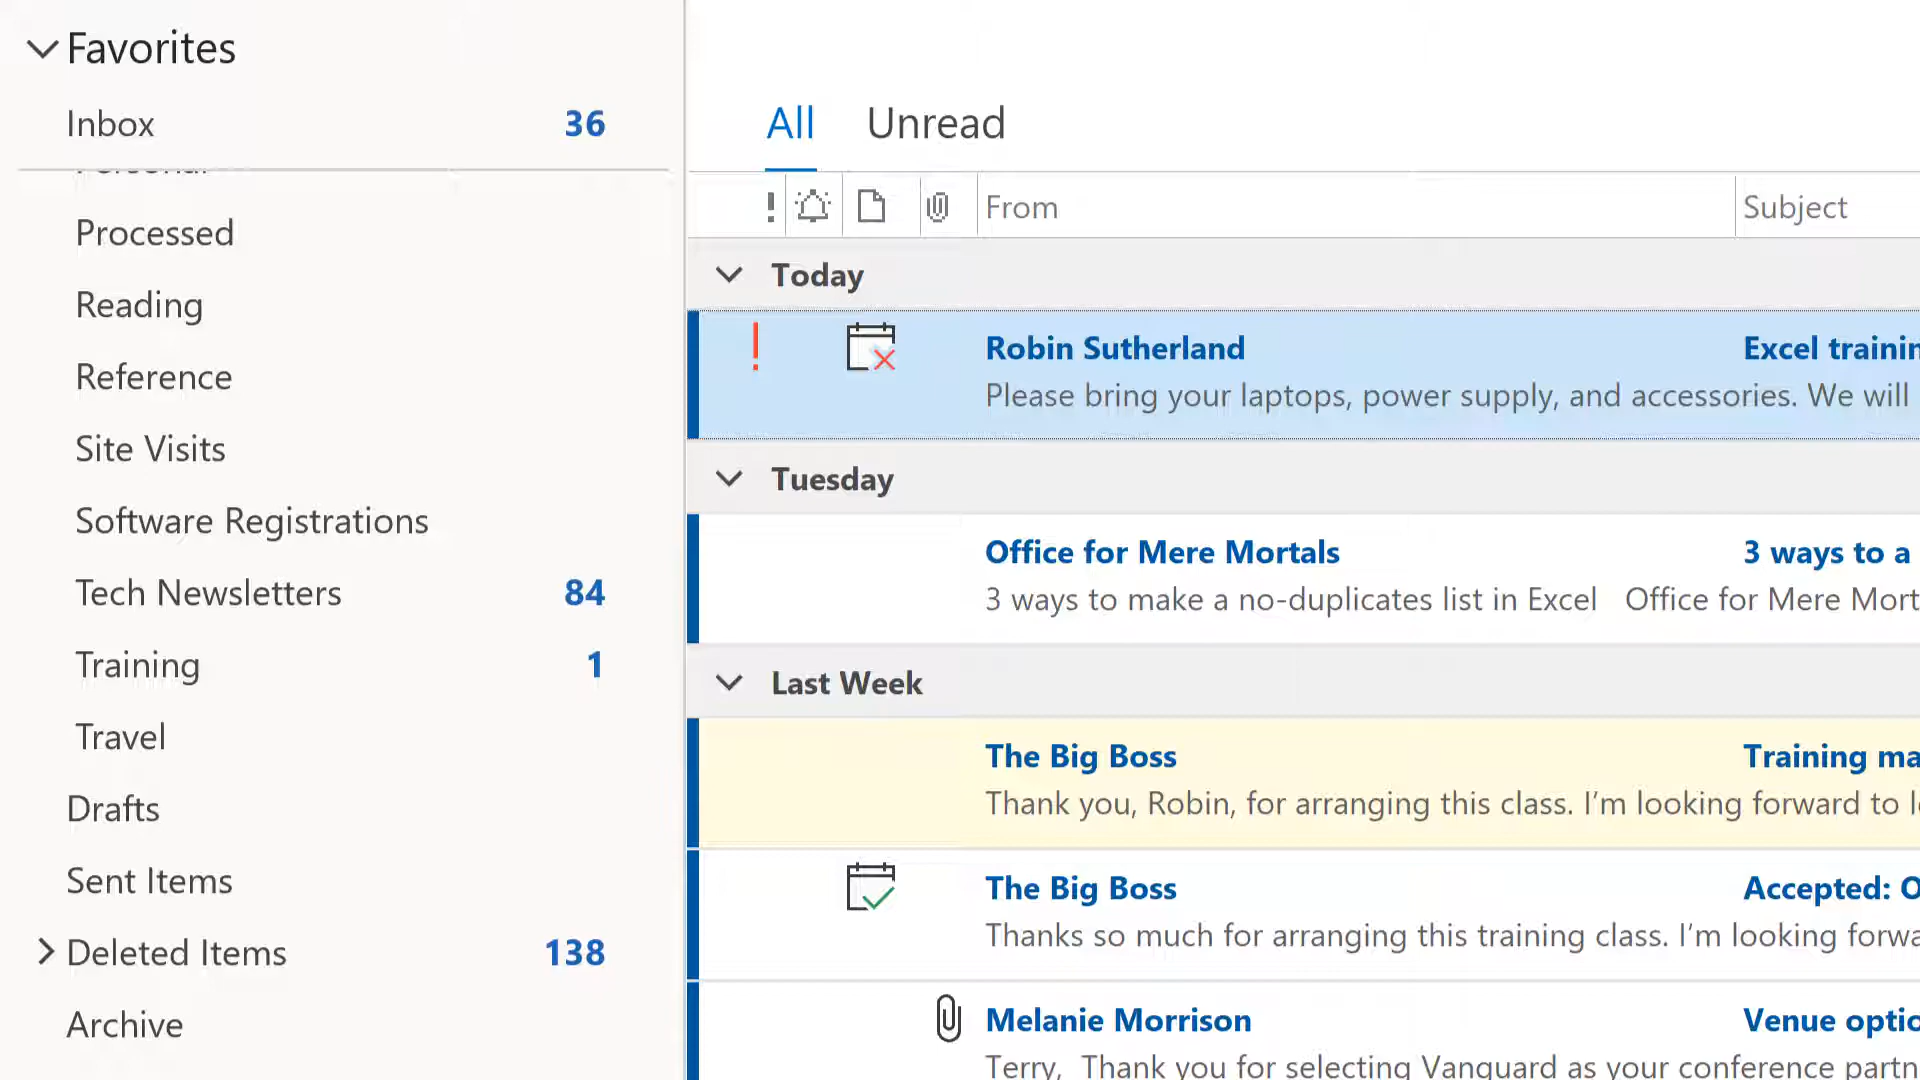 Favorites
Inbox 36
Processed
Reading
Reference
Site Visits
Software Registrations
Tech Newsletters 84
Training 1
Travel
Drafts
Sent Items
Deleted Items 138
Archive
All Unread
From Subject
Today
Robin Sutherland Excel trainin
Please bring your laptops, power supply, and accessories. We will
Tuesday
Office for Mere Mortals 3 ways to a
3 ways to make a no-duplicates list in Excel Office for Mere Mort
Last Week
The Big Boss Training ma
Thank you, Robin, for arranging this class. I'm looking forward to l
The Big Boss Accepted: O
Thanks so much for arranging this training class. I'm looking forwa
Melanie Morrison Venue optio
Terry, Thank you for selecting Vanguard as your conference partn